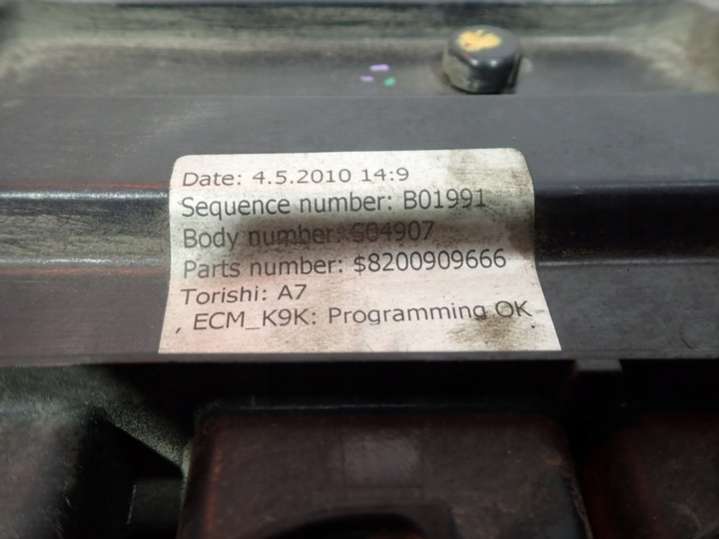 Date: 4.5.2010 14:9
Sequence number: B01991
Body number: S04907
Parts number: $8200909666
Torishi: A7
, ECM_K9K: Programming OK